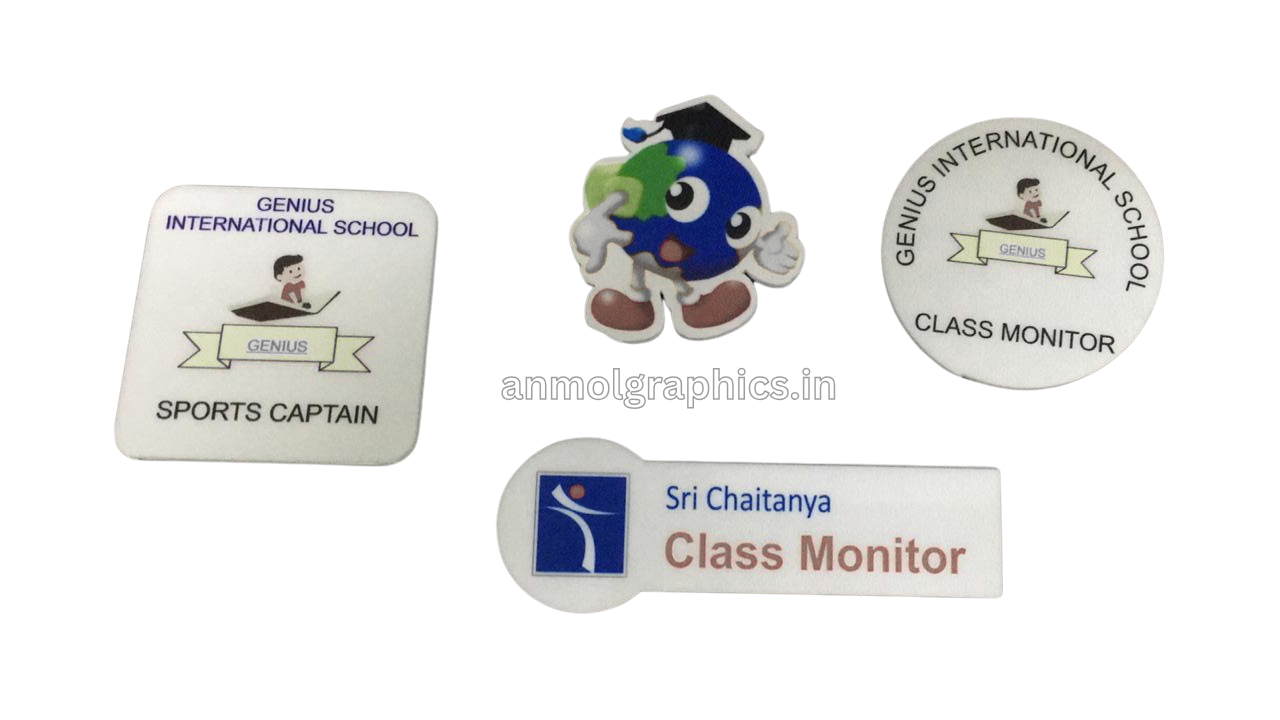 GENIUS
INTERNATIONAL SCHOOL
GENIUS
SPORTS CAPTAIN
GENIUS INTERNATIONAL SCHOOL
GENIUS
CLASS MONITOR
anmolgraphics.in
Sri Chaitanya
Class Monitor